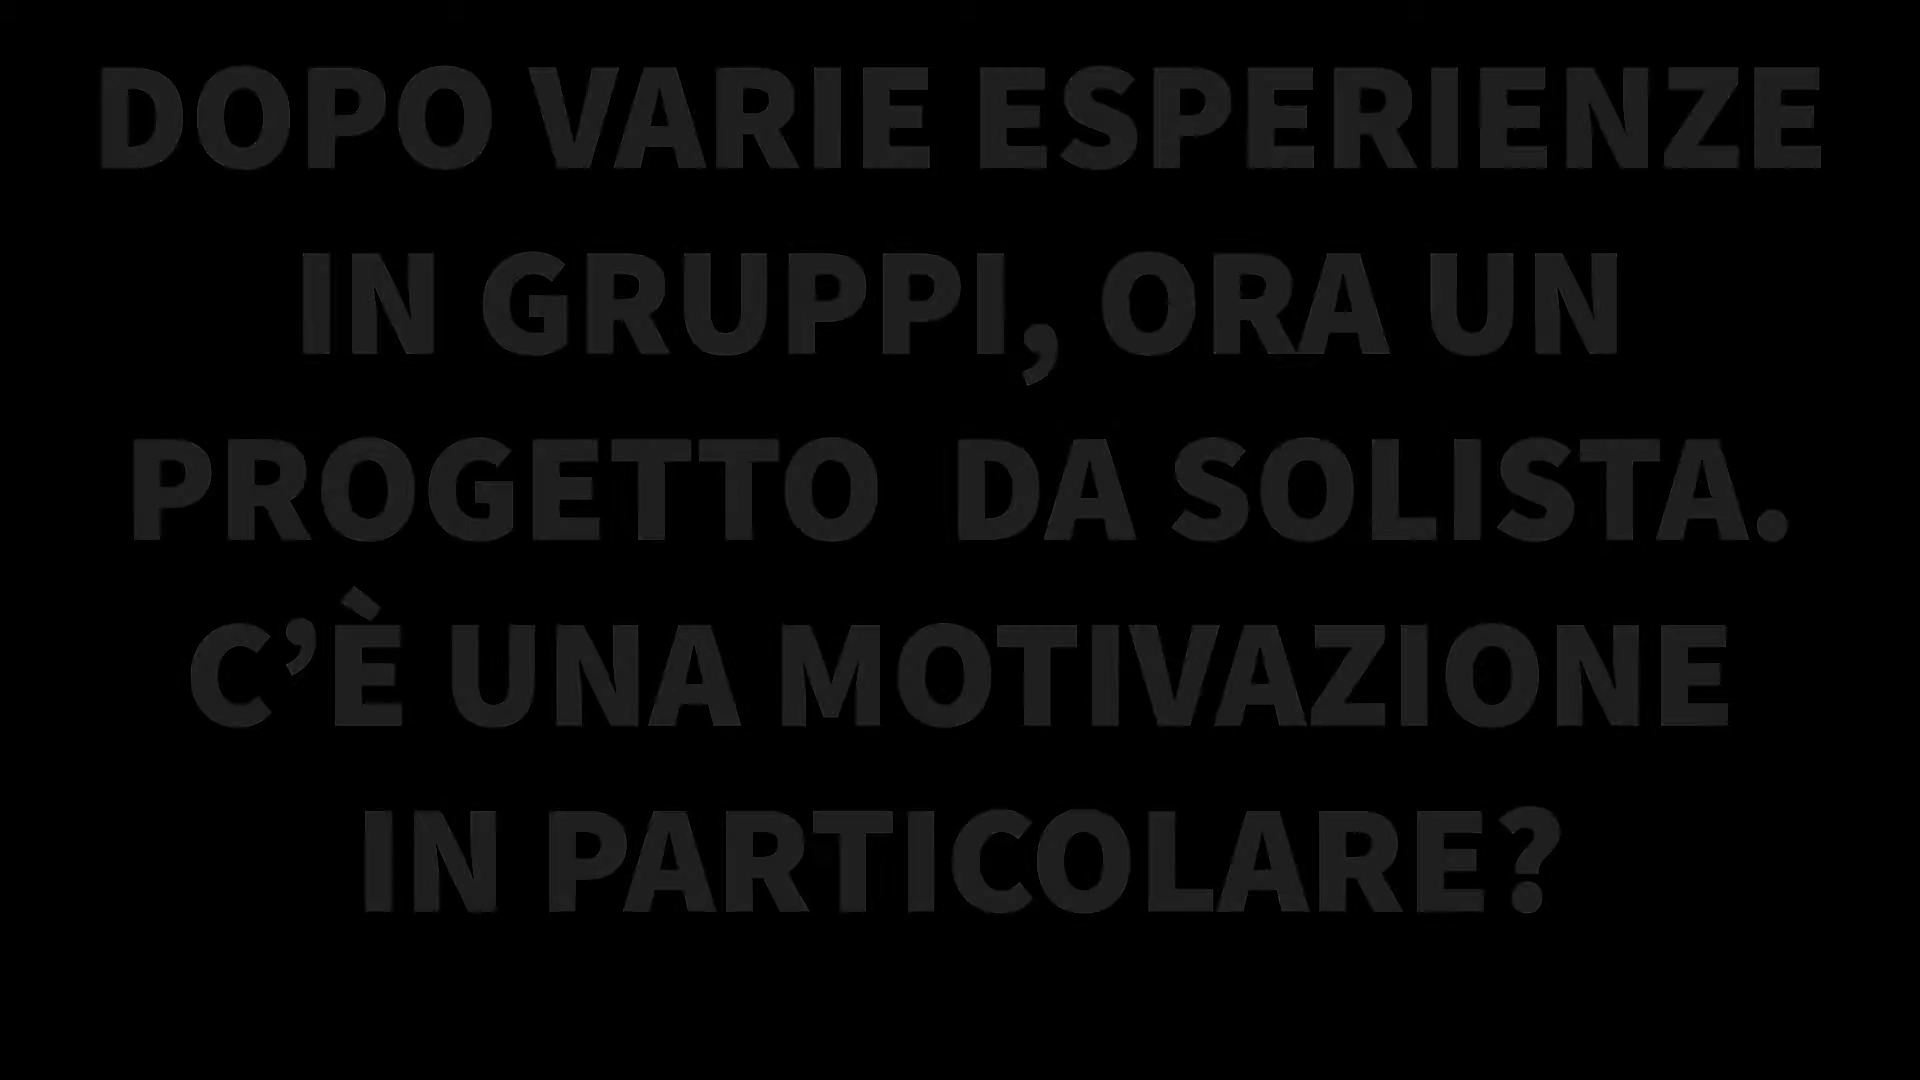 DOPO VARIE ESPERIENZE
IN GRUPPI, ORA UN
PROGETTO  DA SOLISTA.
C’È UNA MOTIVAZIONE
IN PARTICOLARE?